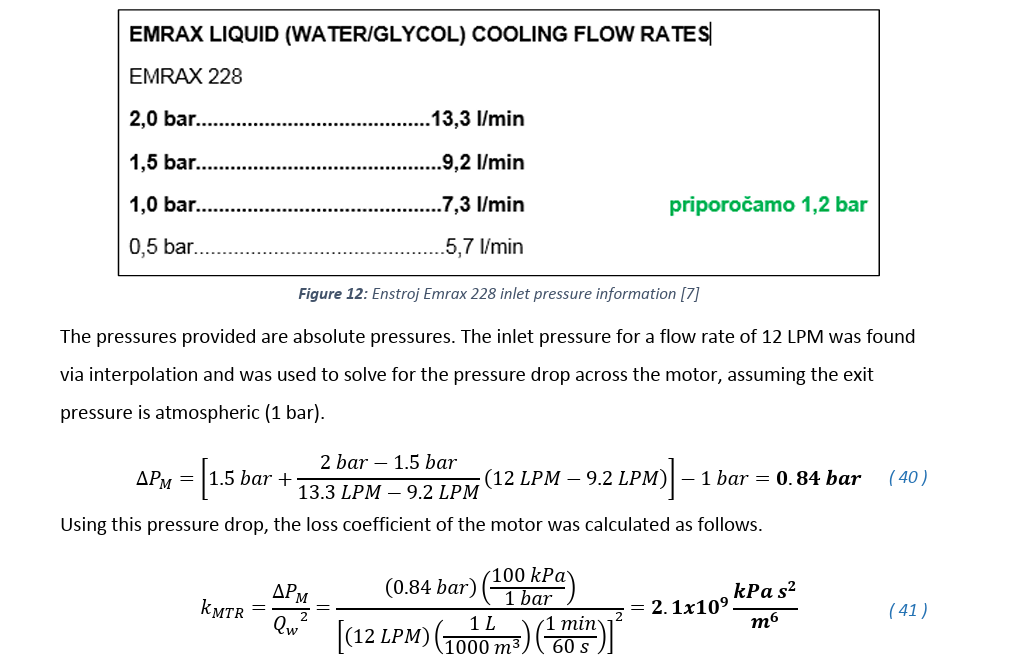 EMRAX LIQUID (WATER/GLYCOL) COOLING FLOW RATES
EMRAX 228
2,0 bar........................................13,3 l/min
1,5 bar..........................................9,2 l/min
1,0 bar..........................................7,3 l/min priporočamo 1,2 bar
0,5 bar...........................................5,7 l/min
Figure 12: Enstroj Emrax 228 inlet pressure information [7]
The pressures provided are absolute pressures. The inlet pressure for a flow rate of 12 LPM was found
via interpolation and was used to solve for the pressure drop across the motor, assuming the exit
pressure is atmospheric (1 bar).
ΔP_M = [1.5 bar + (2 bar − 1.5 bar)/(13.3 LPM − 9.2 LPM) (12 LPM − 9.2 LPM)] − 1 bar = 0.84 bar (40)
Using this pressure drop, the loss coefficient of the motor was calculated as follows.
k_MTR = ΔP_M/Q_w² = (0.84 bar)(100 kPa/1 bar)/[(12 LPM)(1 L/1000 m³)(1 min/60 s)]² = 2.1x10⁹ kPa s²/m⁶ (41)